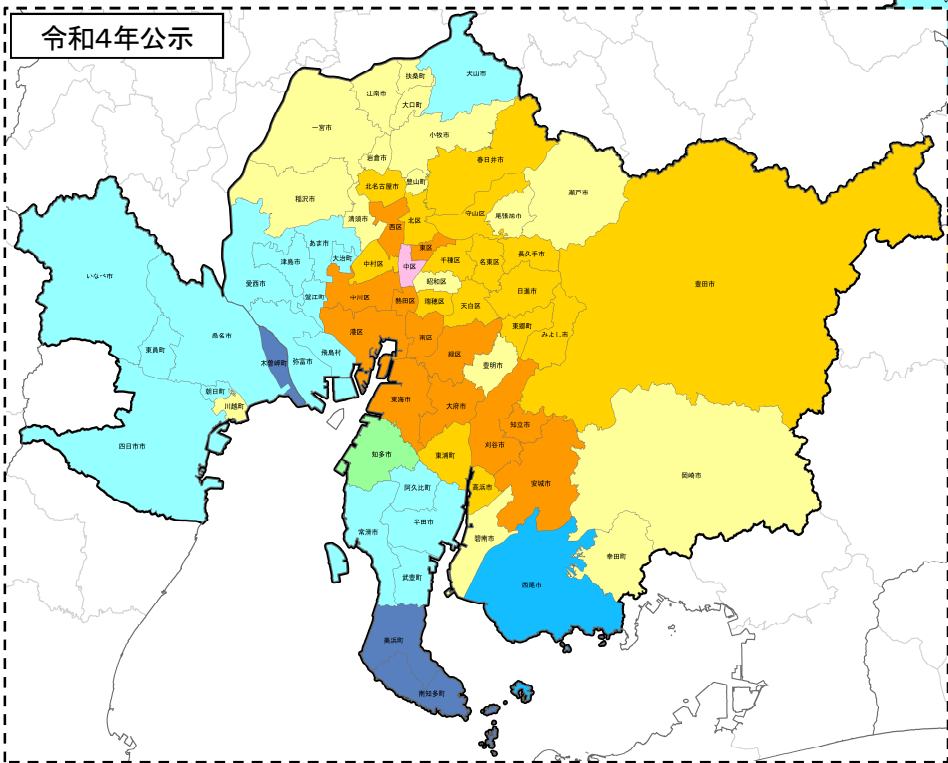 令和4年公示
犬山市
扶桑町
江南市
大口町
一宮市
小牧市
岩倉市
春日井市
豊山町
北名古屋市
瀬戸市
稲沢市
清須市
守山区
尾張旭市
北区
西区
あま市
東区
長久手市
大治町
津島市
中村区
中区
千種区
名東区
いなべ市
愛西市
昭和区
豊田市
日進市
蟹江町
中川区
熱田区
瑞穂区
天白区
港区
東郷町
みよし市
桑名市
南区
東員町
飛島村
緑区
木曽岬町
弥富市
豊明市
朝日町
川越町
東海市
大府市
知立市
四日市市
刈谷市
知多市
東浦町
岡崎市
安城市
高浜市
阿久比町
半田市
常滑市
碧南市
幸田町
武豊町
西尾市
美浜町
南知多町